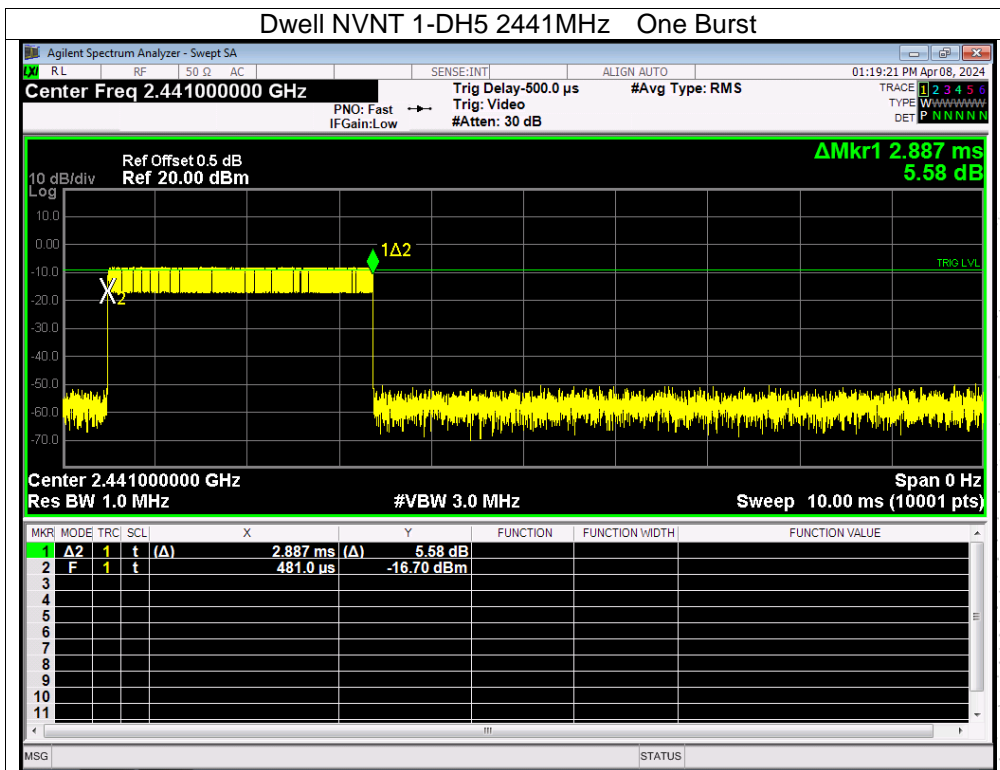 Dwell NVNT 1-DH5 2441MHz One Burst
Agilent Spectrum Analyzer - Swept SA
LXI RL RF 50 Ω AC SENSE:INT ALIGN AUTO 01:19:21 PM Apr 08, 2024
Center Freq 2.441000000 GHz
PNO: Fast
IFGain:Low
Trig Delay-500.0 µs
Trig: Video
#Atten: 30 dB
#Avg Type: RMS
TRACE 1 2 3 4 5 6
TYPE WWWWWWW
DET P N N N N N
ΔMkr1 2.887 ms
5.58 dB
Ref Offset 0.5 dB
10 dB/div Ref 20.00 dBm
Log
10.0
0.00
-10.0
-20.0
-30.0
-40.0
-50.0
-60.0
-70.0
1Δ2
TRIG LVL
X2
Center 2.441000000 GHz Span 0 Hz
Res BW 1.0 MHz #VBW 3.0 MHz Sweep 10.00 ms (10001 pts)
MKR MODE TRC SCL X Y FUNCTION FUNCTION WIDTH FUNCTION VALUE
1 Δ2 1 t (Δ) 2.887 ms (Δ) 5.58 dB
2 F 1 t 481.0 µs -16.70 dBm
3
4
5
6
7
8
9
10
11
MSG STATUS